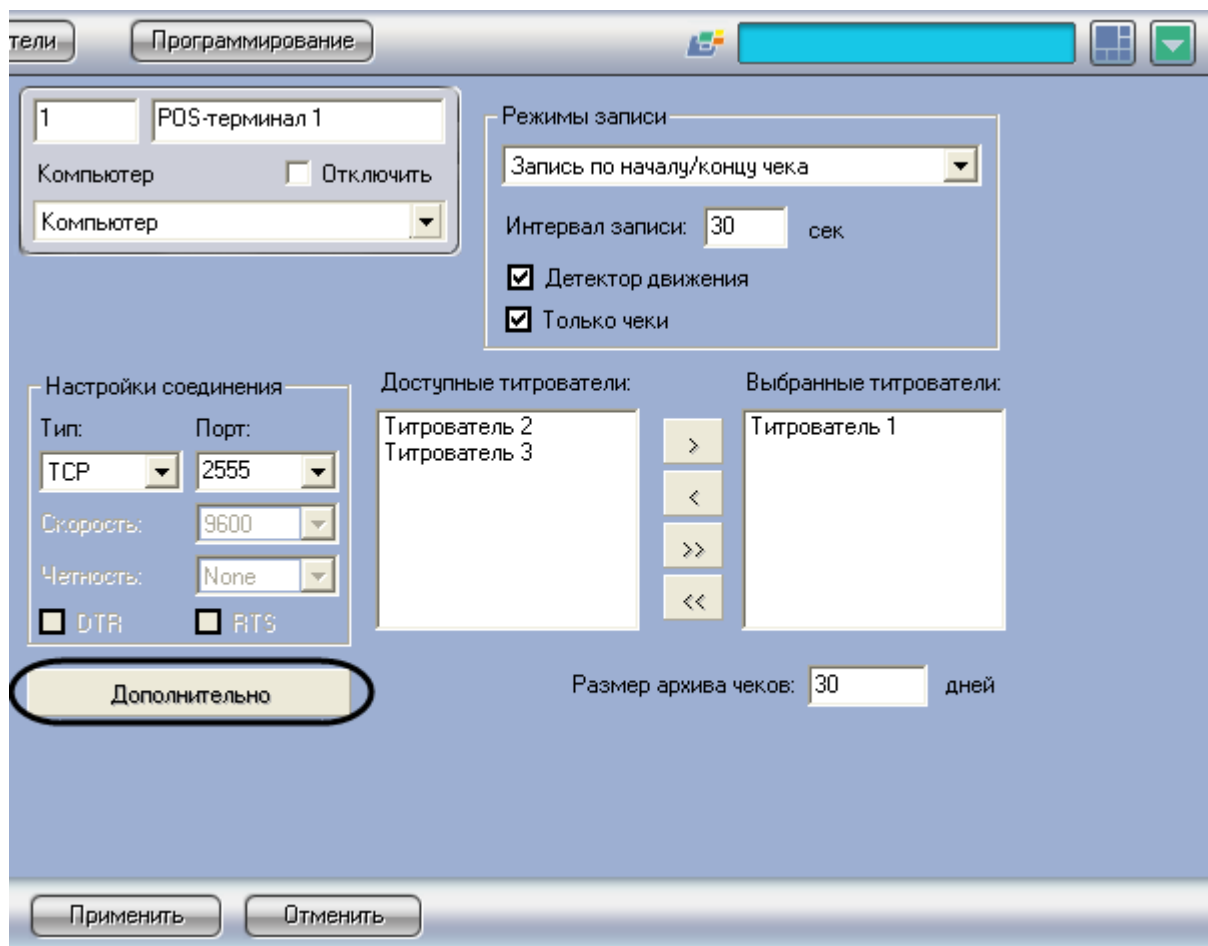 тели
Программирование
1
POS-терминал 1
Компьютер
Отключить
Компьютер
Режимы записи
Запись по началу/концу чека
Интервал записи: 30 сек
Детектор движения
Только чеки
Настройки соединения
Тип:
Порт:
TCP
2555
Скорость:
9600
Четность:
None
DTR
RTS
Доступные титрователи:
Титрователь 2
Титрователь 3
>
<
>>
<<
Выбранные титрователи:
Титрователь 1
Дополнительно
Размер архива чеков: 30 дней
Применить
Отменить